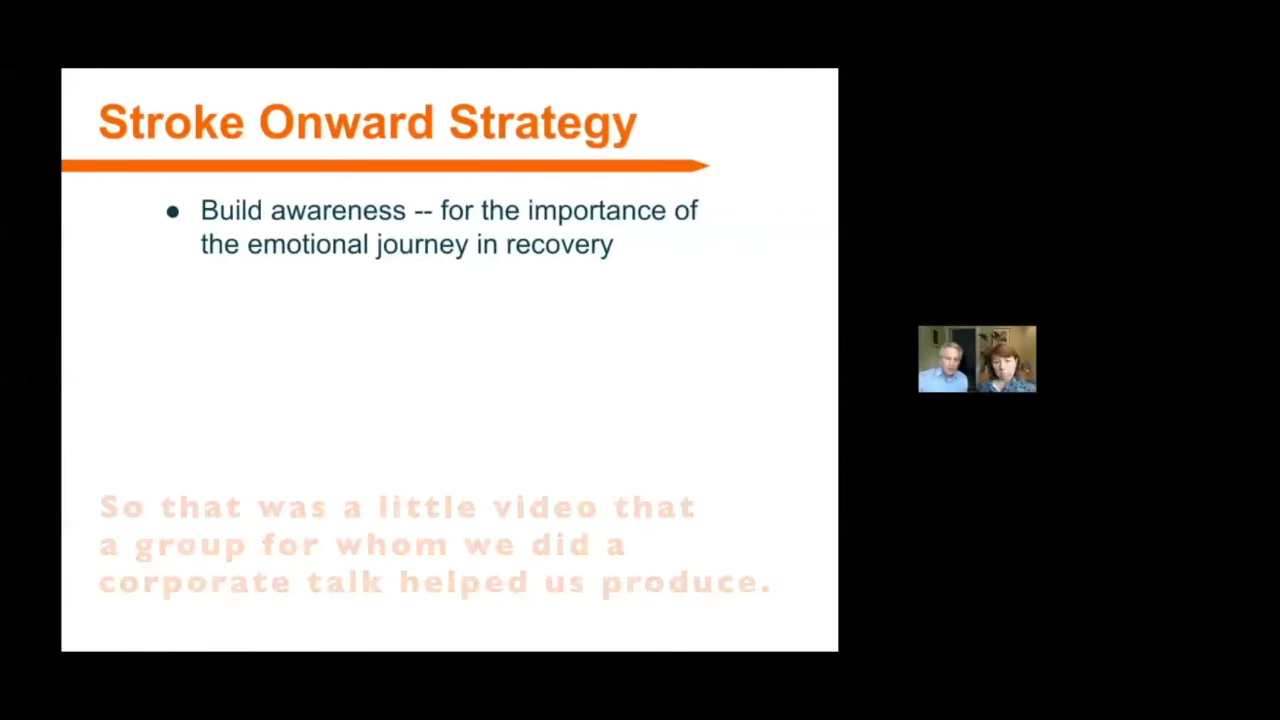 Stroke Onward Strategy
● Build awareness -- for the importance of
the emotional journey in recovery
So that was a little video that
a group for whom we did a
corporate talk helped us produce.